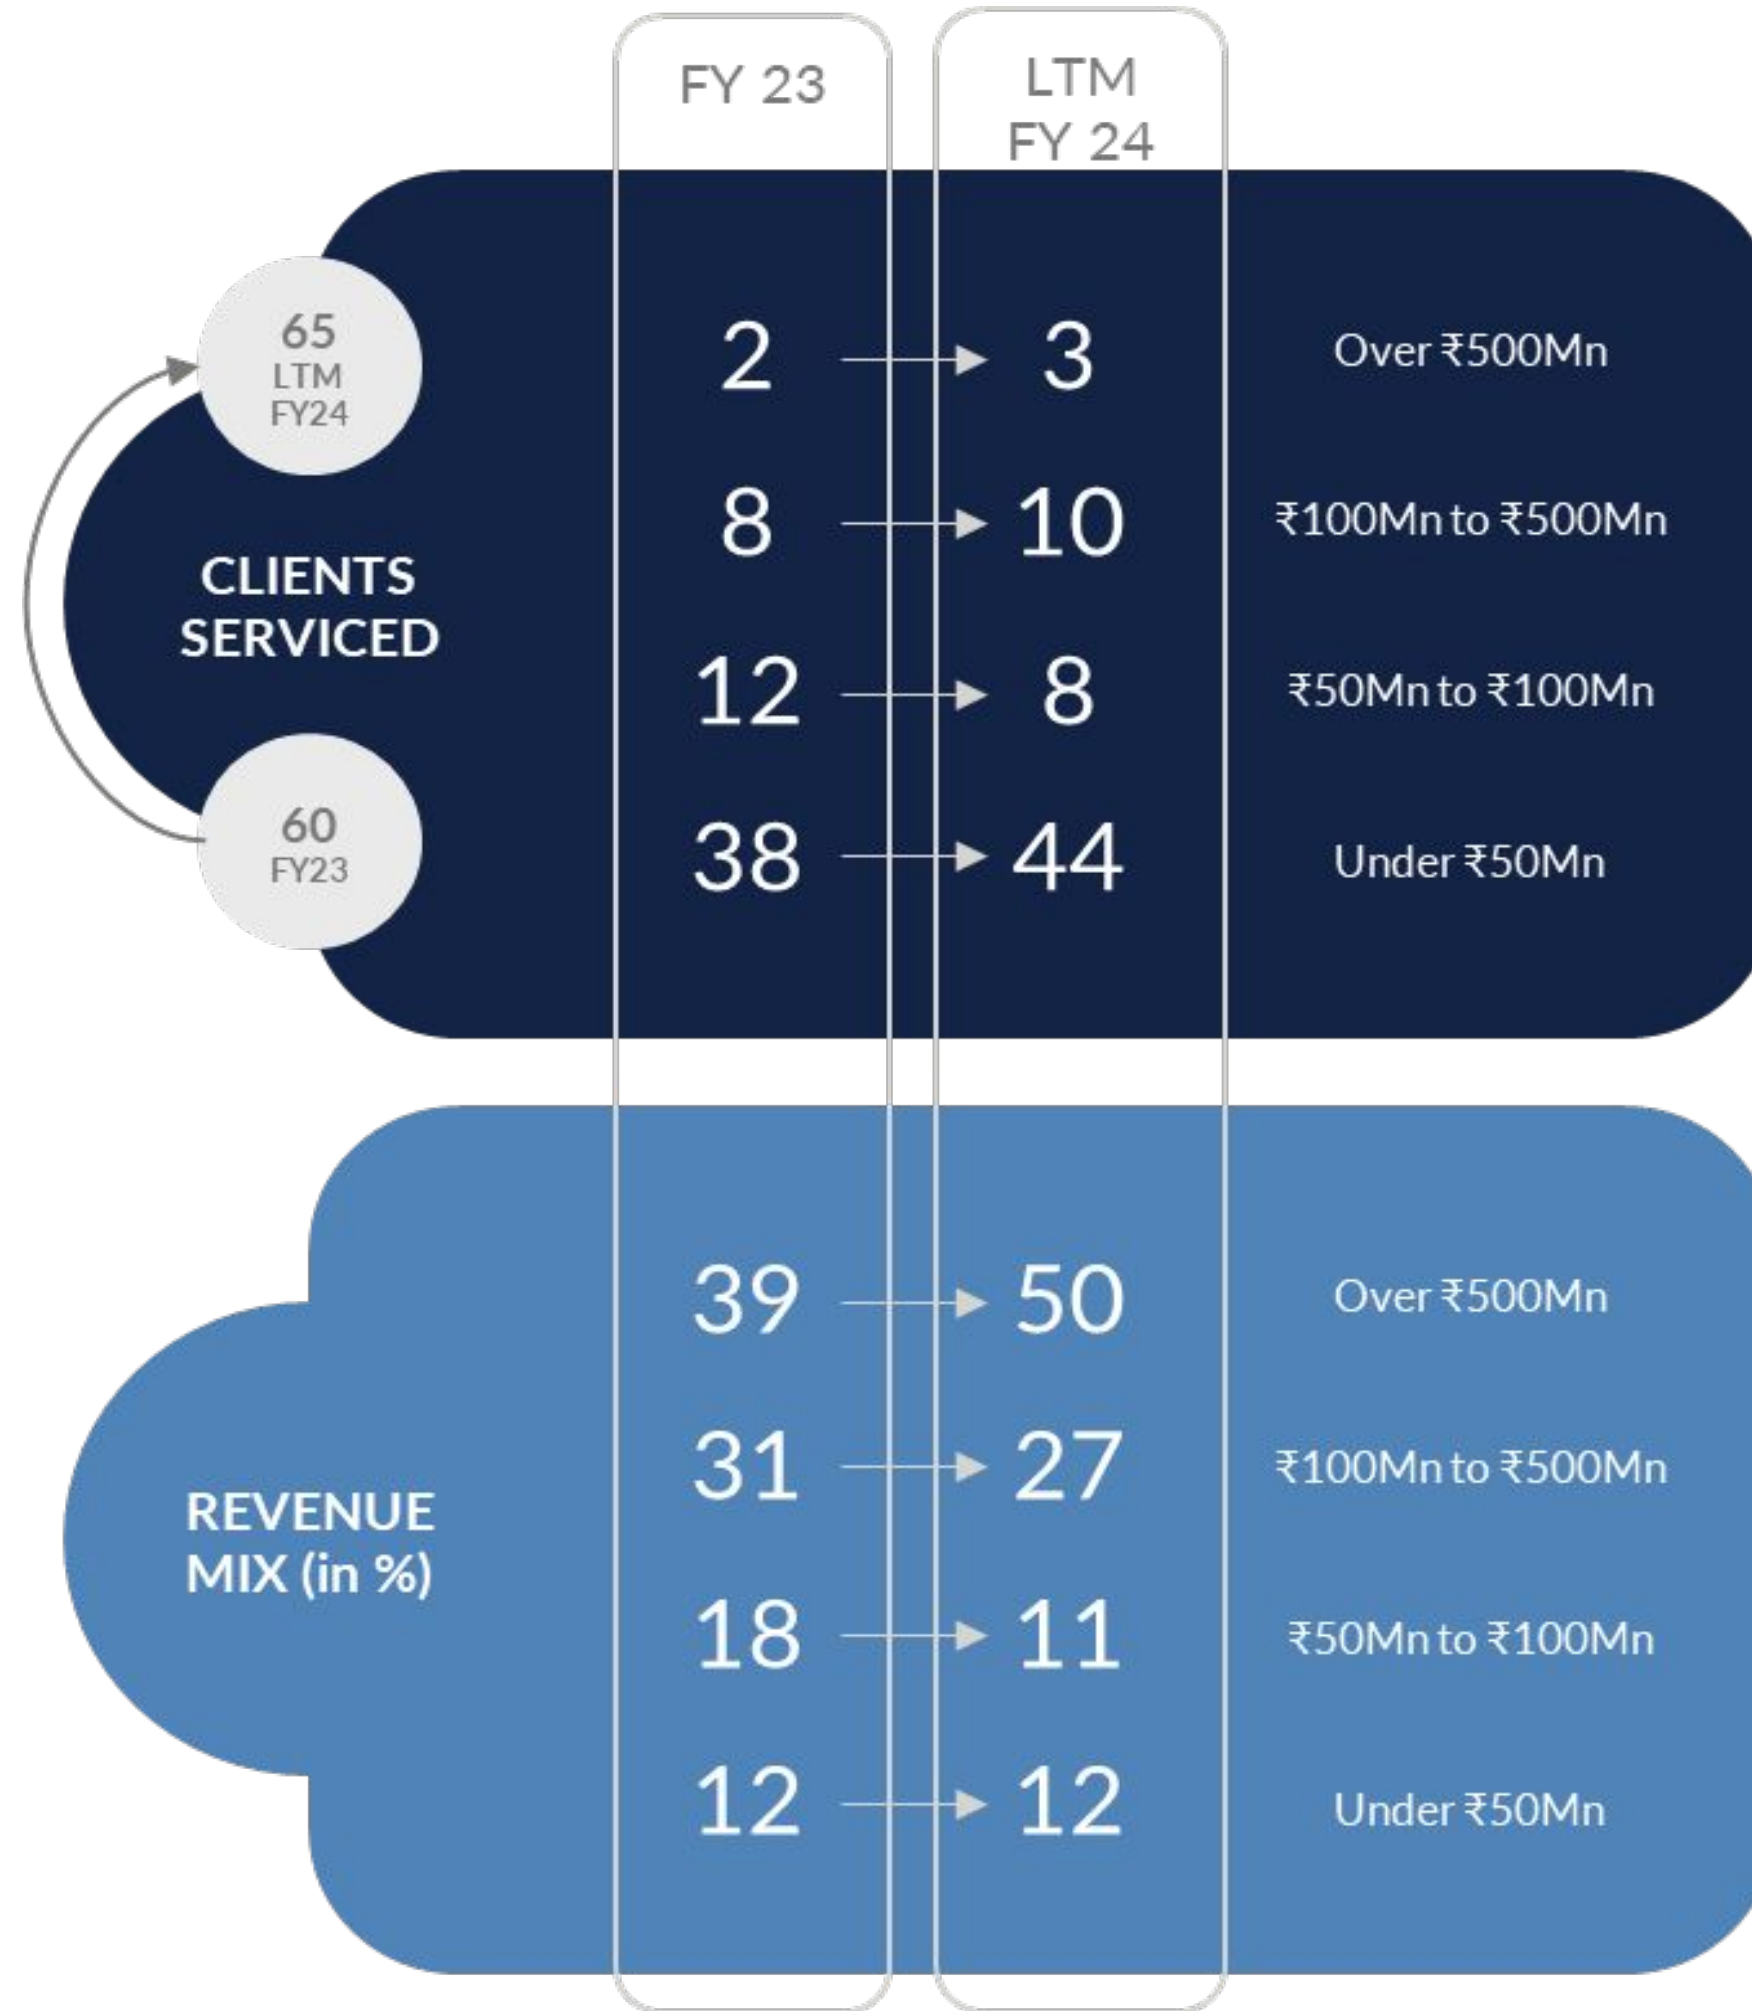 FY 23
LTM
FY 24
65
LTM
FY24
CLIENTS
SERVICED
60
FY23
2 3 Over ₹500Mn
8 10 ₹100Mn to ₹500Mn
12 8 ₹50Mn to ₹100Mn
38 44 Under ₹50Mn
REVENUE
MIX (in %)
39 50 Over ₹500Mn
31 27 ₹100Mn to ₹500Mn
18 11 ₹50Mn to ₹100Mn
12 12 Under ₹50Mn